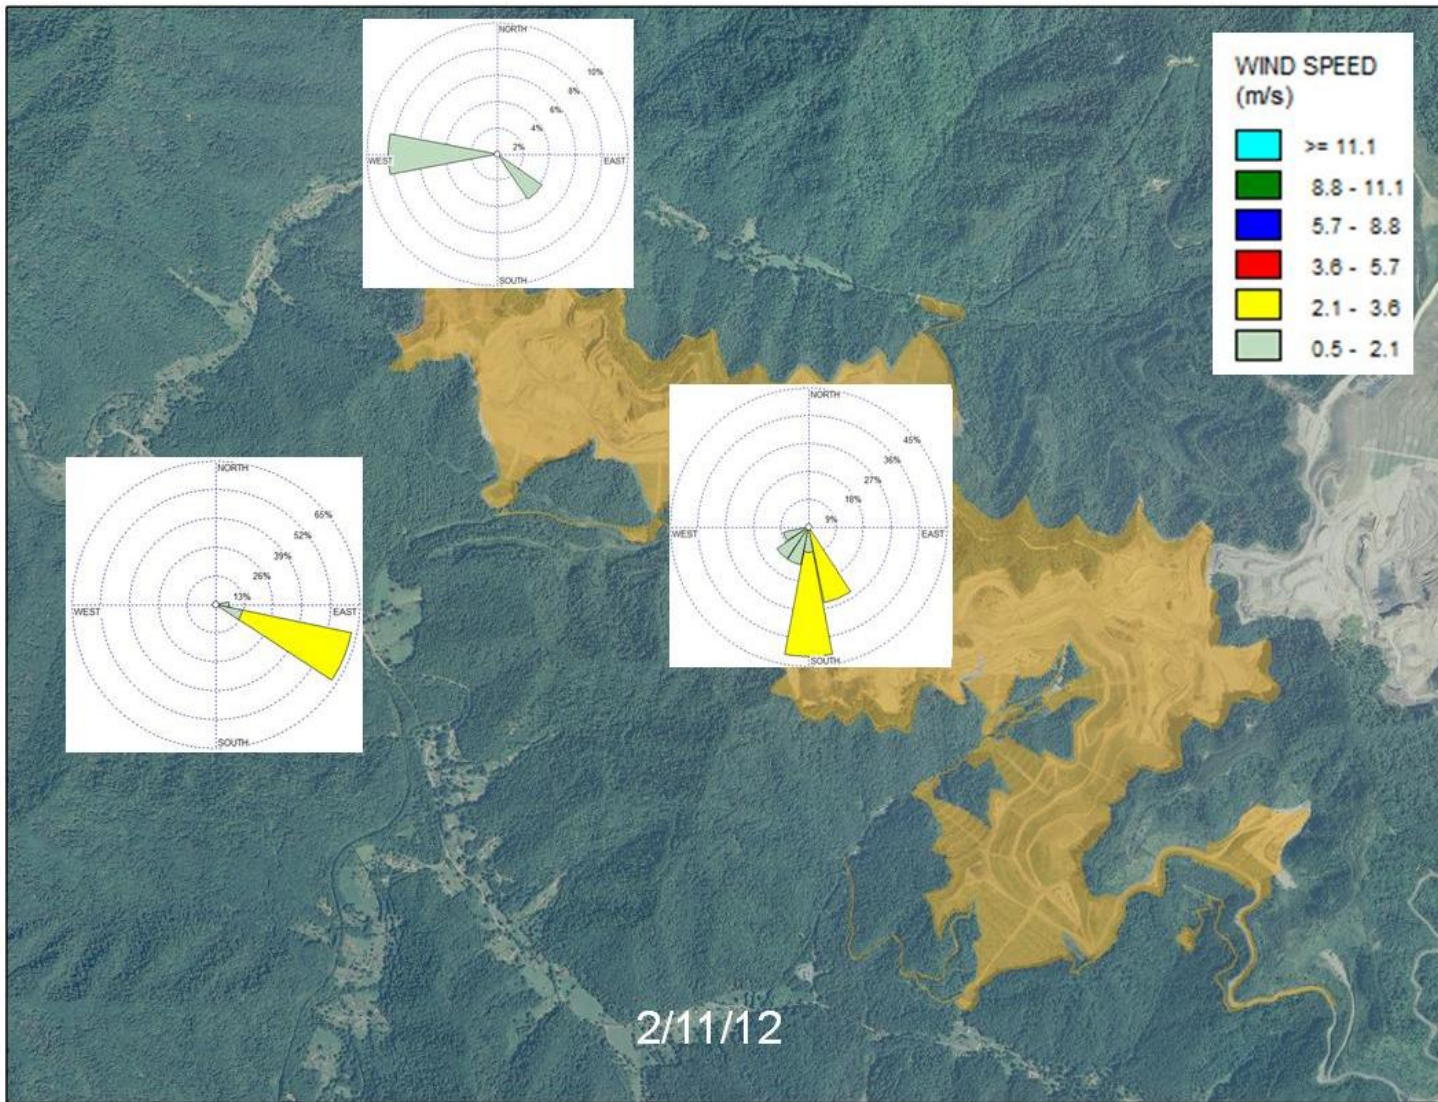 NORTH
10%
8%
6%
4%
2%
WEST
EAST
SOUTH
WIND SPEED
(m/s)
>= 11.1
8.8 - 11.1
5.7 - 8.8
3.6 - 5.7
2.1 - 3.6
0.5 - 2.1
NORTH
45%
36%
27%
18%
9%
WEST
EAST
SOUTH
NORTH
65%
52%
39%
26%
13%
WEST
EAST
SOUTH
2/11/12